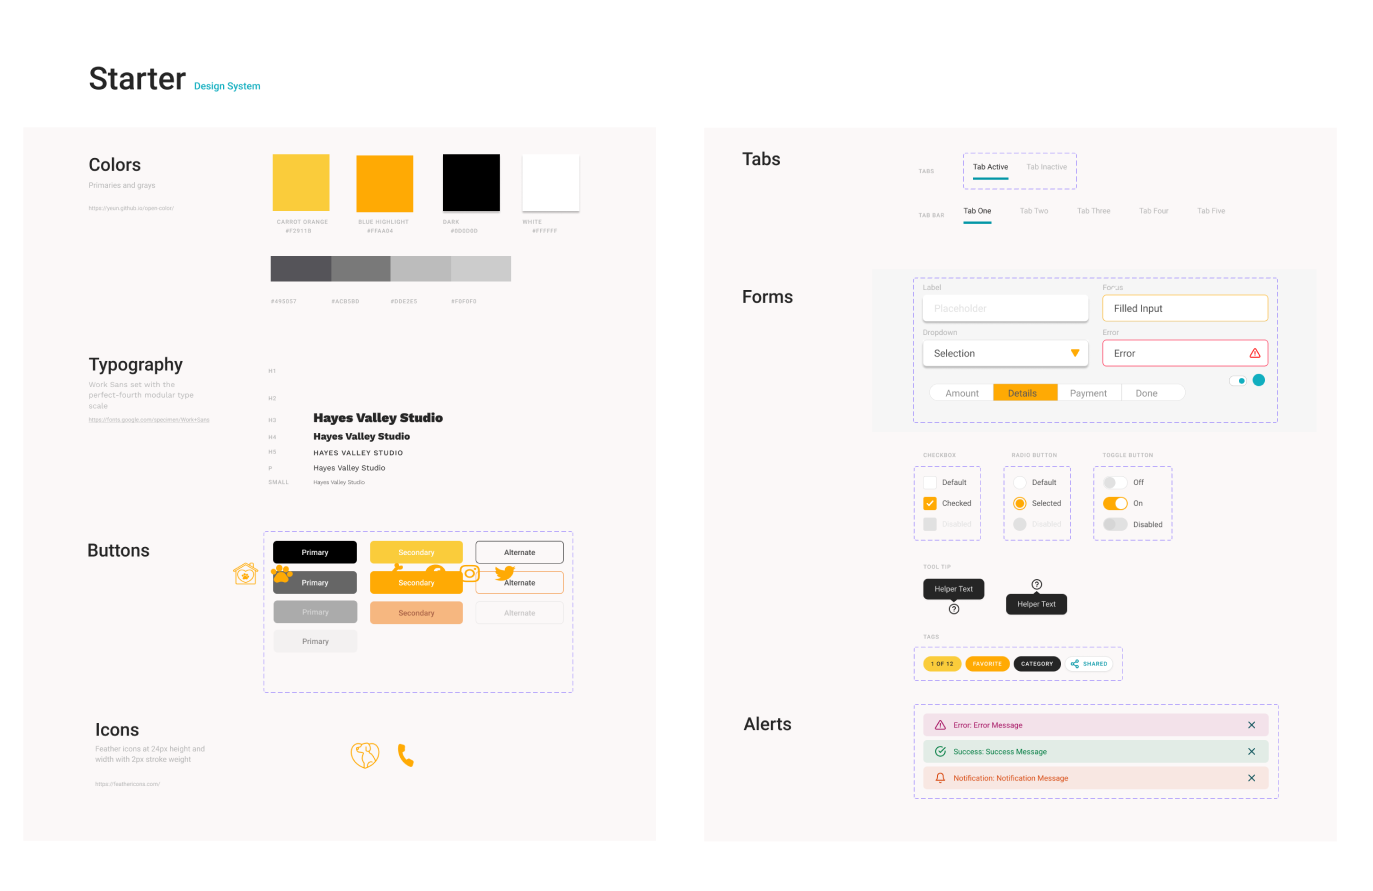 Starter Design System
Colors
Primaries and grays
https://yeun.github.io/open-color/
CARROT ORANGE
BLUE HIGHLIGHT
DARK
WHITE
#FFAA04
#FFFFFF
#495057
#ACB5BD
#DDE2E5
#F8F0F0
Typography
Work Sans set with the
perfect-fourth modular type
scale
https://fonts.google.com/specimen/Work+Sans
H1
H2
H3 Hayes Valley Studio
H4 Hayes Valley Studio
H5 HAYES VALLEY STUDIO
P Hayes Valley Studio
SMALL Hayes Valley Studio
Buttons
Primary Secondary Alternate
Primary Secondary Alternate
Primary Secondary Alternate
Primary
Icons
Feather icons at 24px height and
width with 2px stroke weight
https://feathericons.com/
Tabs
TABS Tab Active Tab Inactive
TAB BAR Tab One Tab Two Tab Three Tab Four Tab Five
Forms
Label Focus
Placeholder Filled Input
Dropdown Error
Selection Error
Amount Details Payment Done
CHECKBOX RADIO BUTTON TOGGLE BUTTON
Default Default Off
Checked Selected On
Disabled Disabled Disabled
TOOL TIP
Helper Text
Helper Text
TAGS
1 OF 12 FAVORITE CATEGORY SHARED
Alerts
Error: Error Message
Success: Success Message
Notification: Notification Message